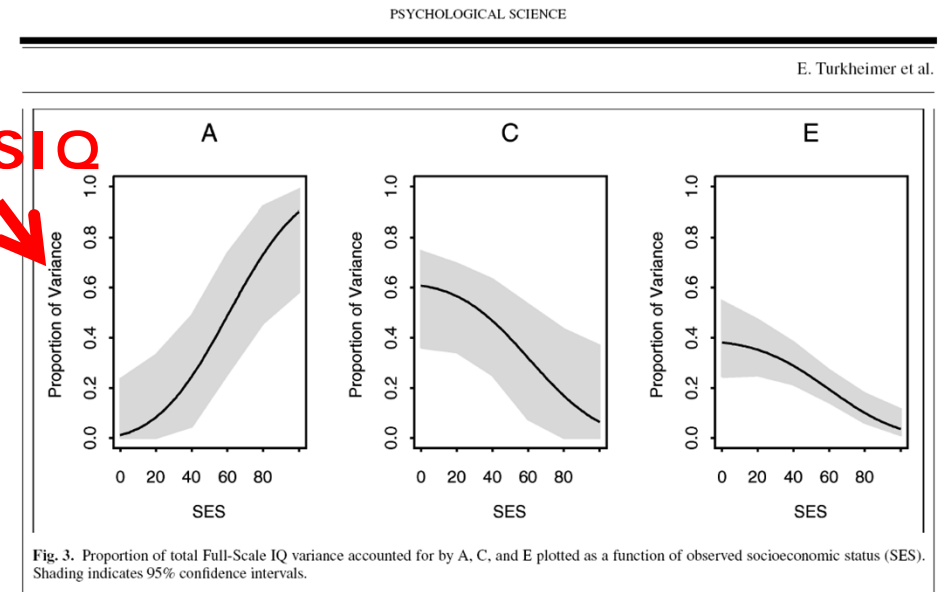 PSYCHOLOGICAL SCIENCE
E. Turkheimer et al.
SIQ
A
C
E
Proportion of Variance
0.0 0.2 0.4 0.6 0.8 1.0
0 20 40 60 80
SES
Proportion of Variance
0.0 0.2 0.4 0.6 0.8 1.0
0 20 40 60 80
SES
Proportion of Variance
0.0 0.2 0.4 0.6 0.8 1.0
0 20 40 60 80
SES
Fig. 3. Proportion of total Full-Scale IQ variance accounted for by A, C, and E plotted as a function of observed socioeconomic status (SES).
Shading indicates 95% confidence intervals.